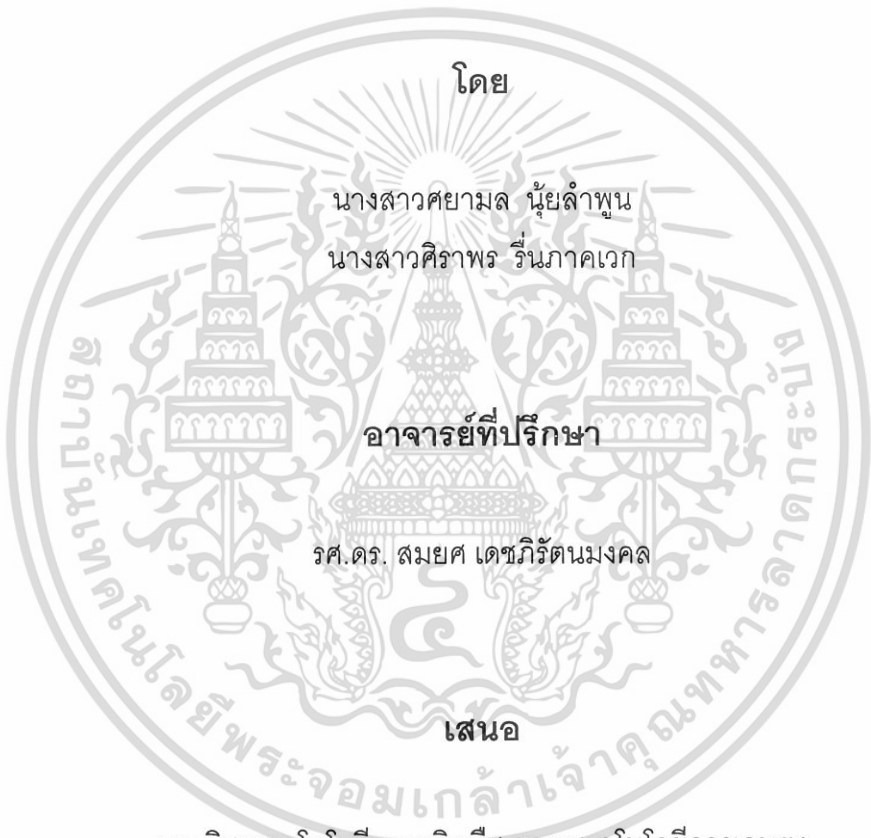 โดย
นางสาวศยามล นุ้ยลำพูน
นางสาวศิราพร รื่นภาคเวก
อาจารย์ที่ปรึกษา
รศ.ดร. สมยศ เดชภิรัตนมงคล
เสนอ
สถาบันเทคโนโลยีพระจอมเกล้าเจ้าคุณทหารลาดกระบัง